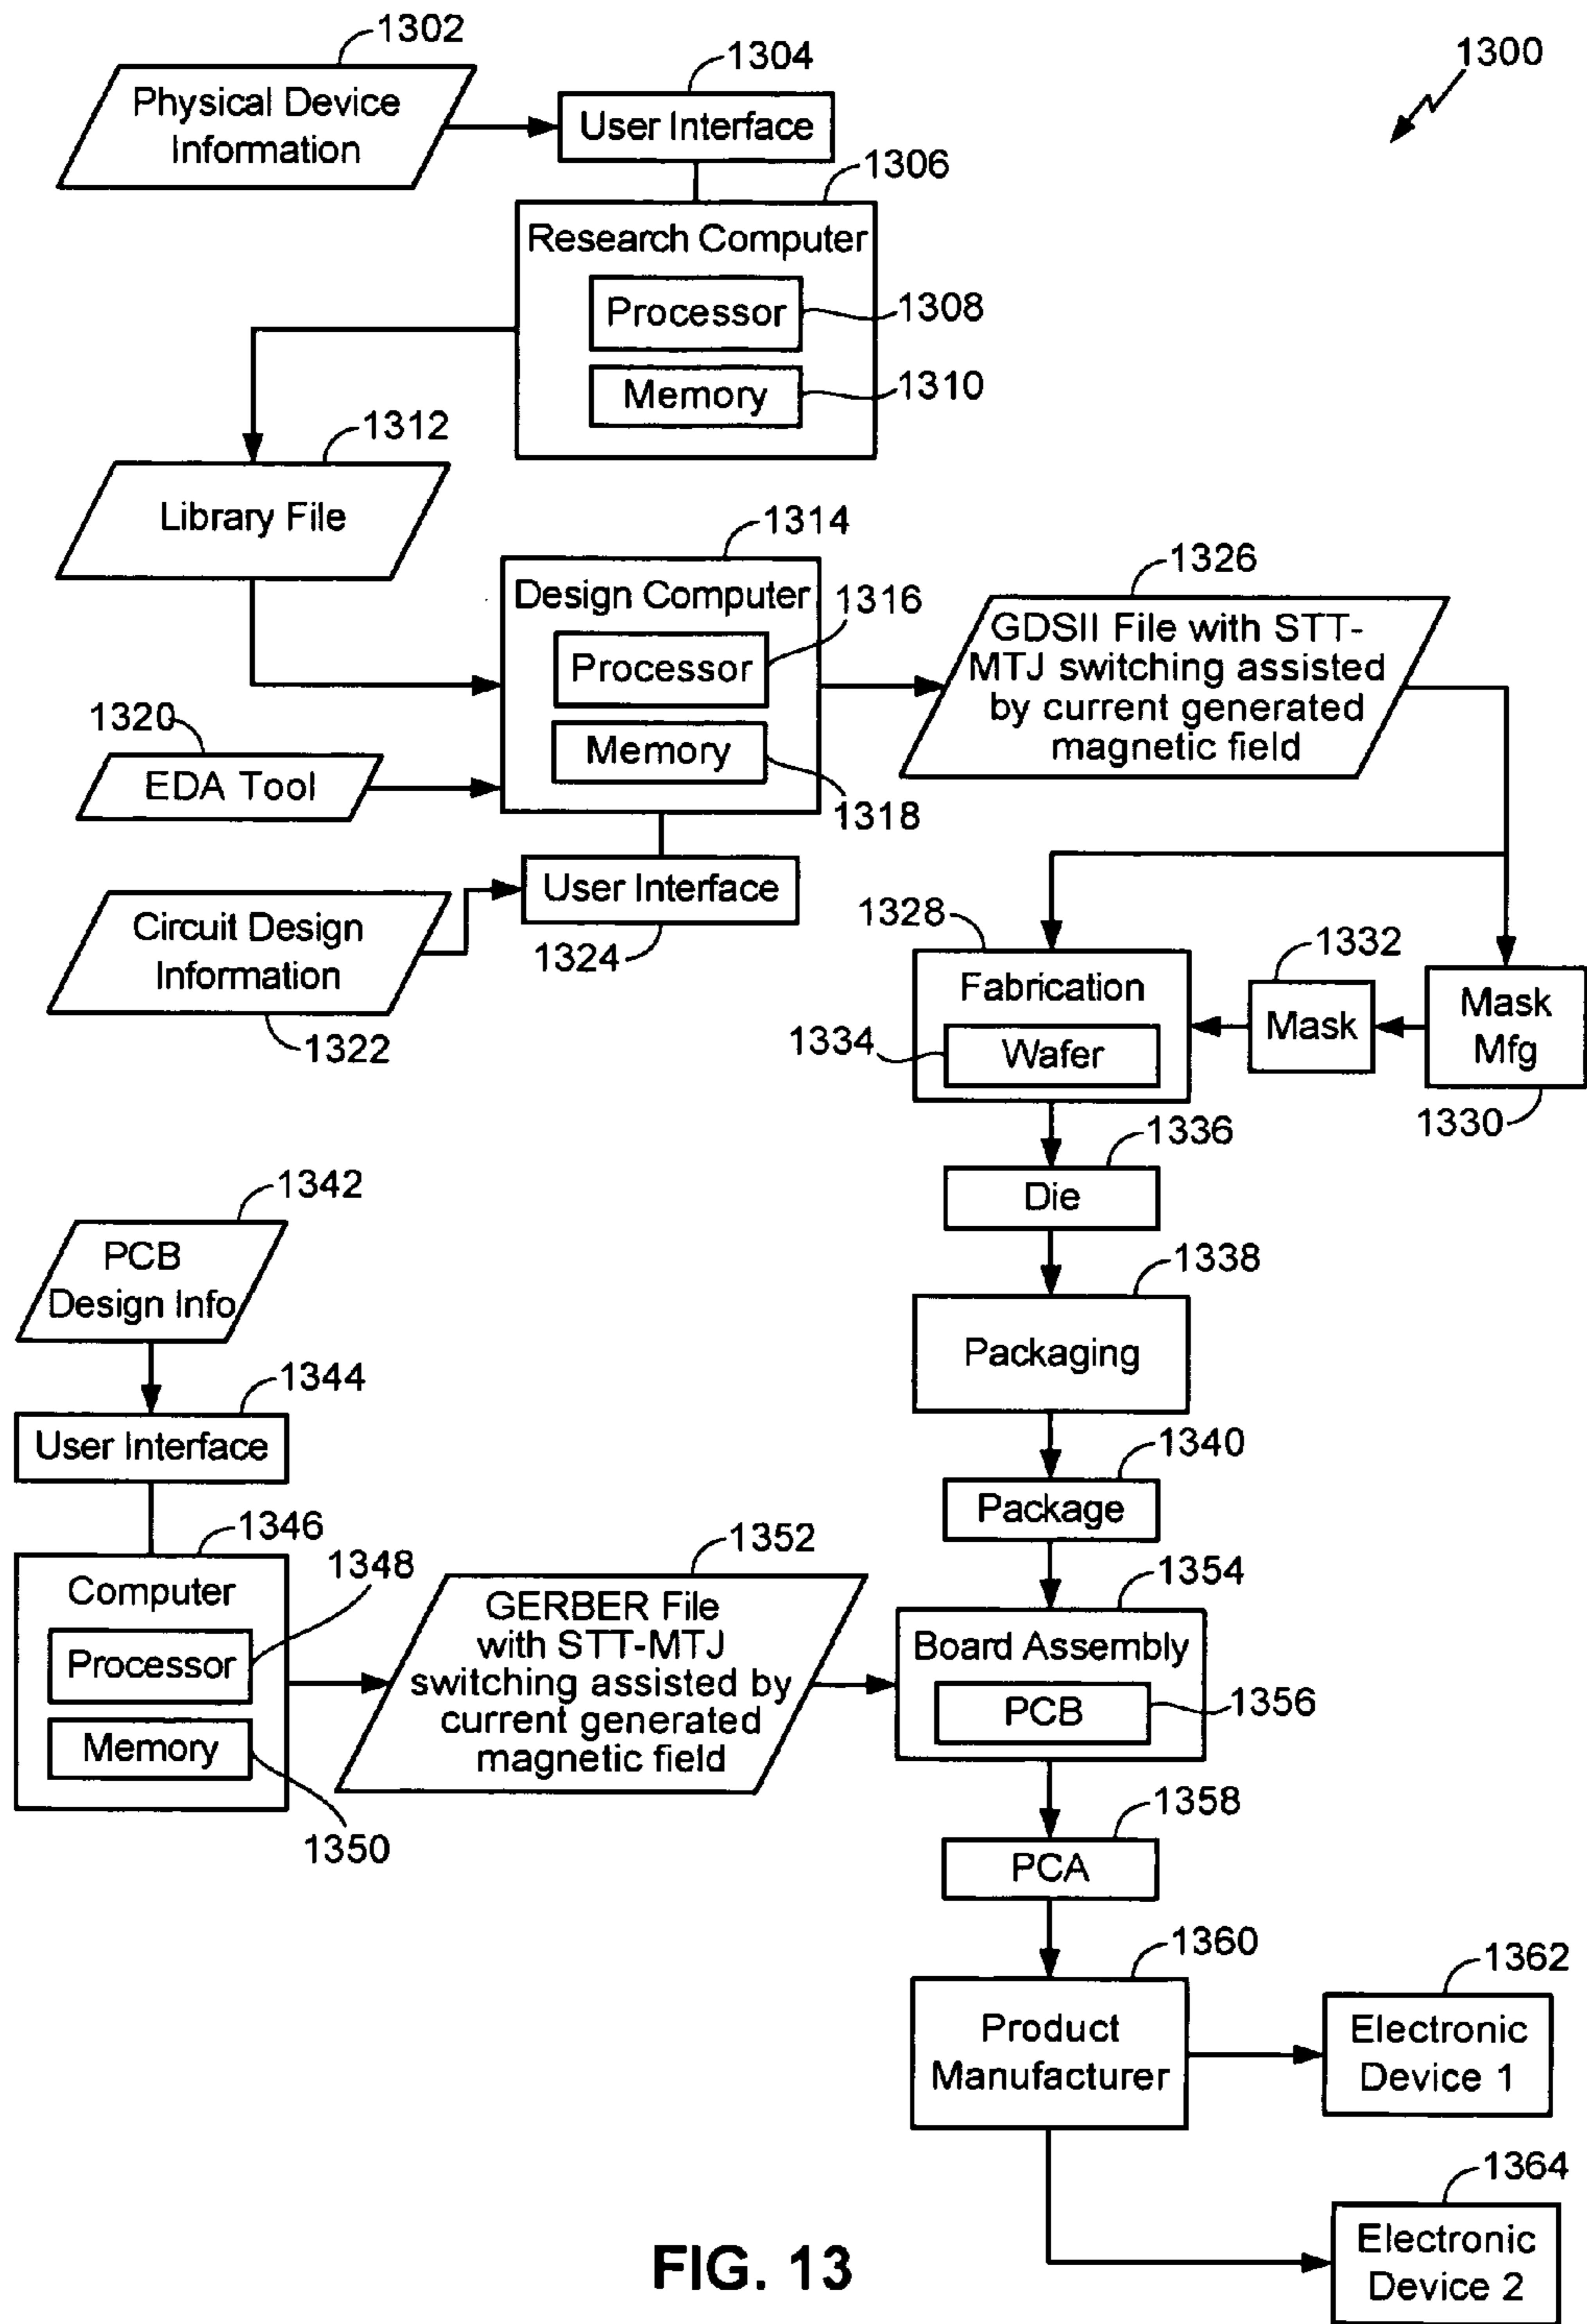 1302
1304
1300
Physical Device
Information
User Interface
1306
Research Computer
Processor
1308
Memory
1310
1312
Library File
1314
Design Computer
1316
Processor
Memory
1318
1326
GDSII File with STT-
MTJ switching assisted
by current generated
magnetic field
1320
EDA Tool
User Interface
1324
Circuit Design
Information
1322
1328
Fabrication
1334
Wafer
1332
Mask
Mask
Mfg
1330
1336
Die
1338
Packaging
1340
Package
1342
PCB
Design Info
1344
User Interface
1346
Computer
1348
Processor
Memory
1350
1352
GERBER File
with STT-MTJ
switching assisted by
current generated
magnetic field
1354
Board Assembly
PCB
1356
1358
PCA
1360
Product
Manufacturer
1362
Electronic
Device 1
1364
Electronic
Device 2
FIG. 13